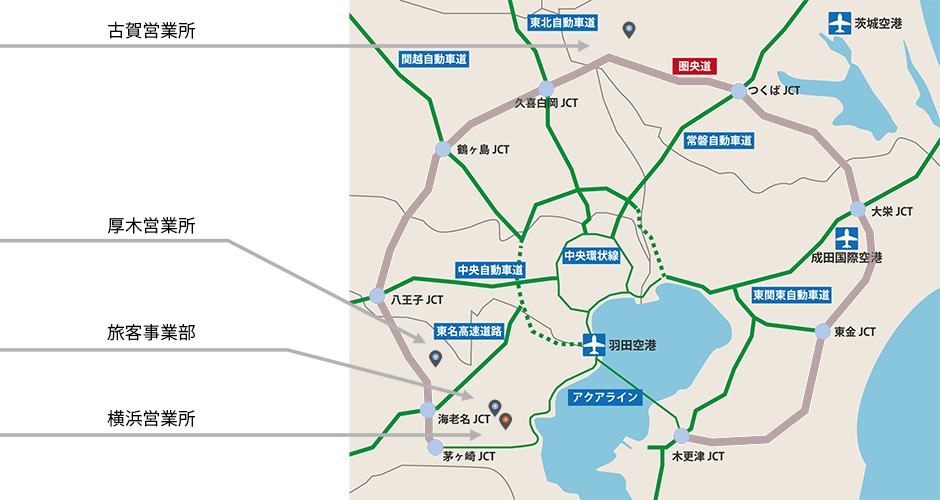 古賀営業所
厚木営業所
旅客事業部
横浜営業所
東北自動車道
茨城空港
関越自動車道
圏央道
久喜白岡 JCT
つくば JCT
常磐自動車道
鶴ヶ島 JCT
大栄 JCT
中央環状線
成田国際空港
中央自動車道
八王子 JCT
東関東自動車道
東名高速道路
東金 JCT
羽田空港
アクアライン
海老名 JCT
茅ヶ崎 JCT
木更津 JCT